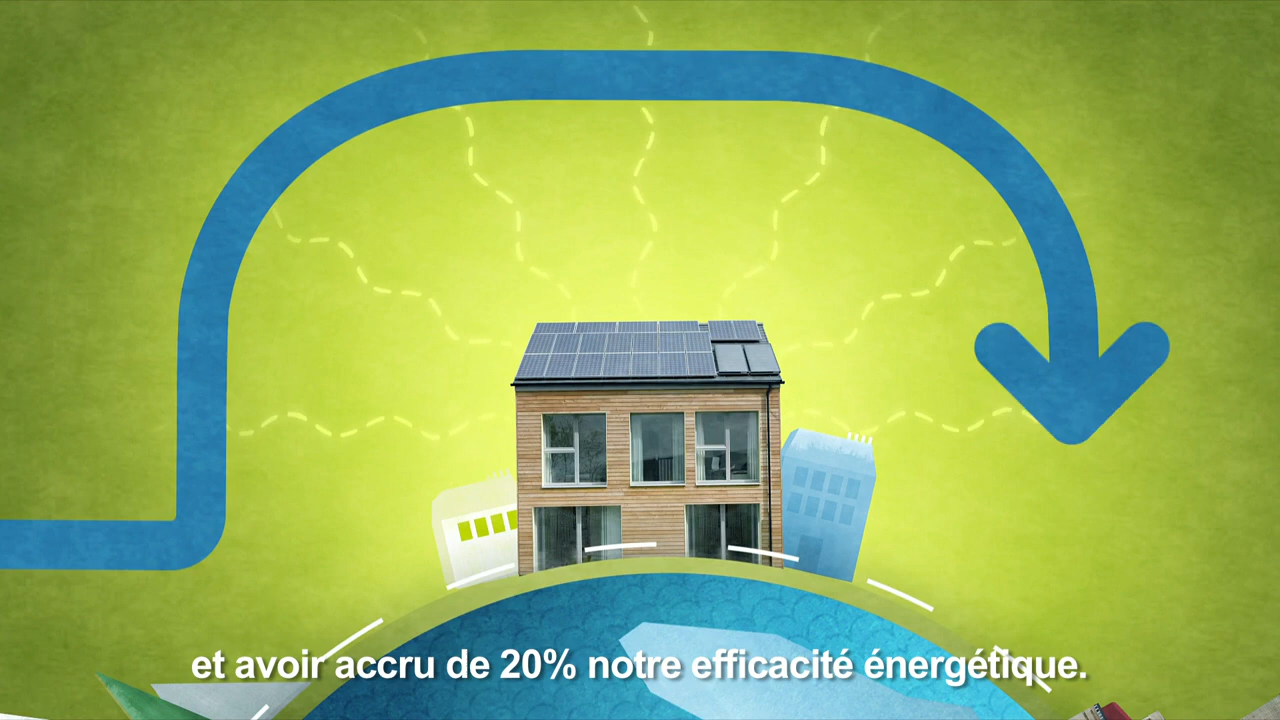 et avoir accru de 20% notre efficacité énergétique.